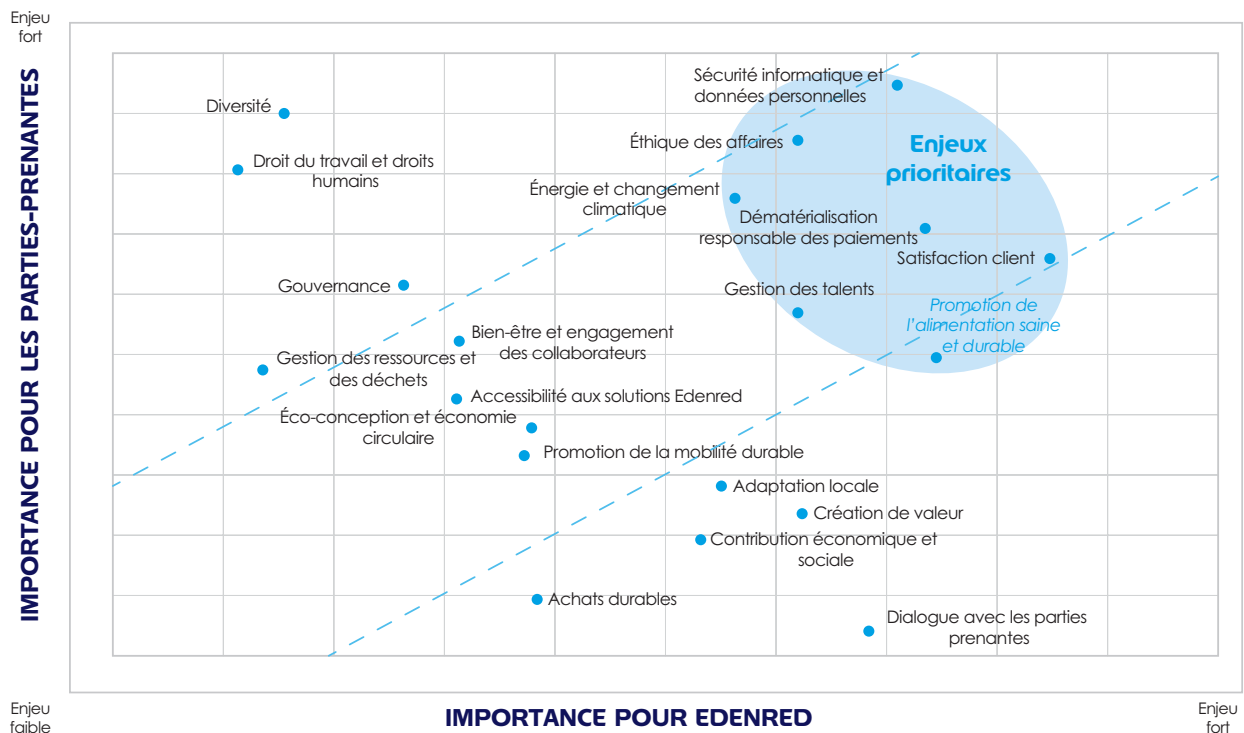 Enjeu
fort
IMPORTANCE POUR LES PARTIES-PRENANTES
Sécurité informatique et
données personnelles
Diversité
Éthique des affaires
Enjeux
prioritaires
Droit du travail et droits
humains
Énergie et changement
climatique
Dématérialisation
responsable des paiements
Satisfaction client
Gouvernance
Gestion des talents
Promotion de
l'alimentation saine
et durable
Bien-être et engagement
des collaborateurs
Gestion des ressources et
des déchets
Accessibilité aux solutions Edenred
Éco-conception et économie
circulaire
Promotion de la mobilité durable
Adaptation locale
Création de valeur
Contribution économique et
sociale
Achats durables
Dialogue avec les parties
prenantes
Enjeu
faible
IMPORTANCE POUR EDENRED
Enjeu
fort